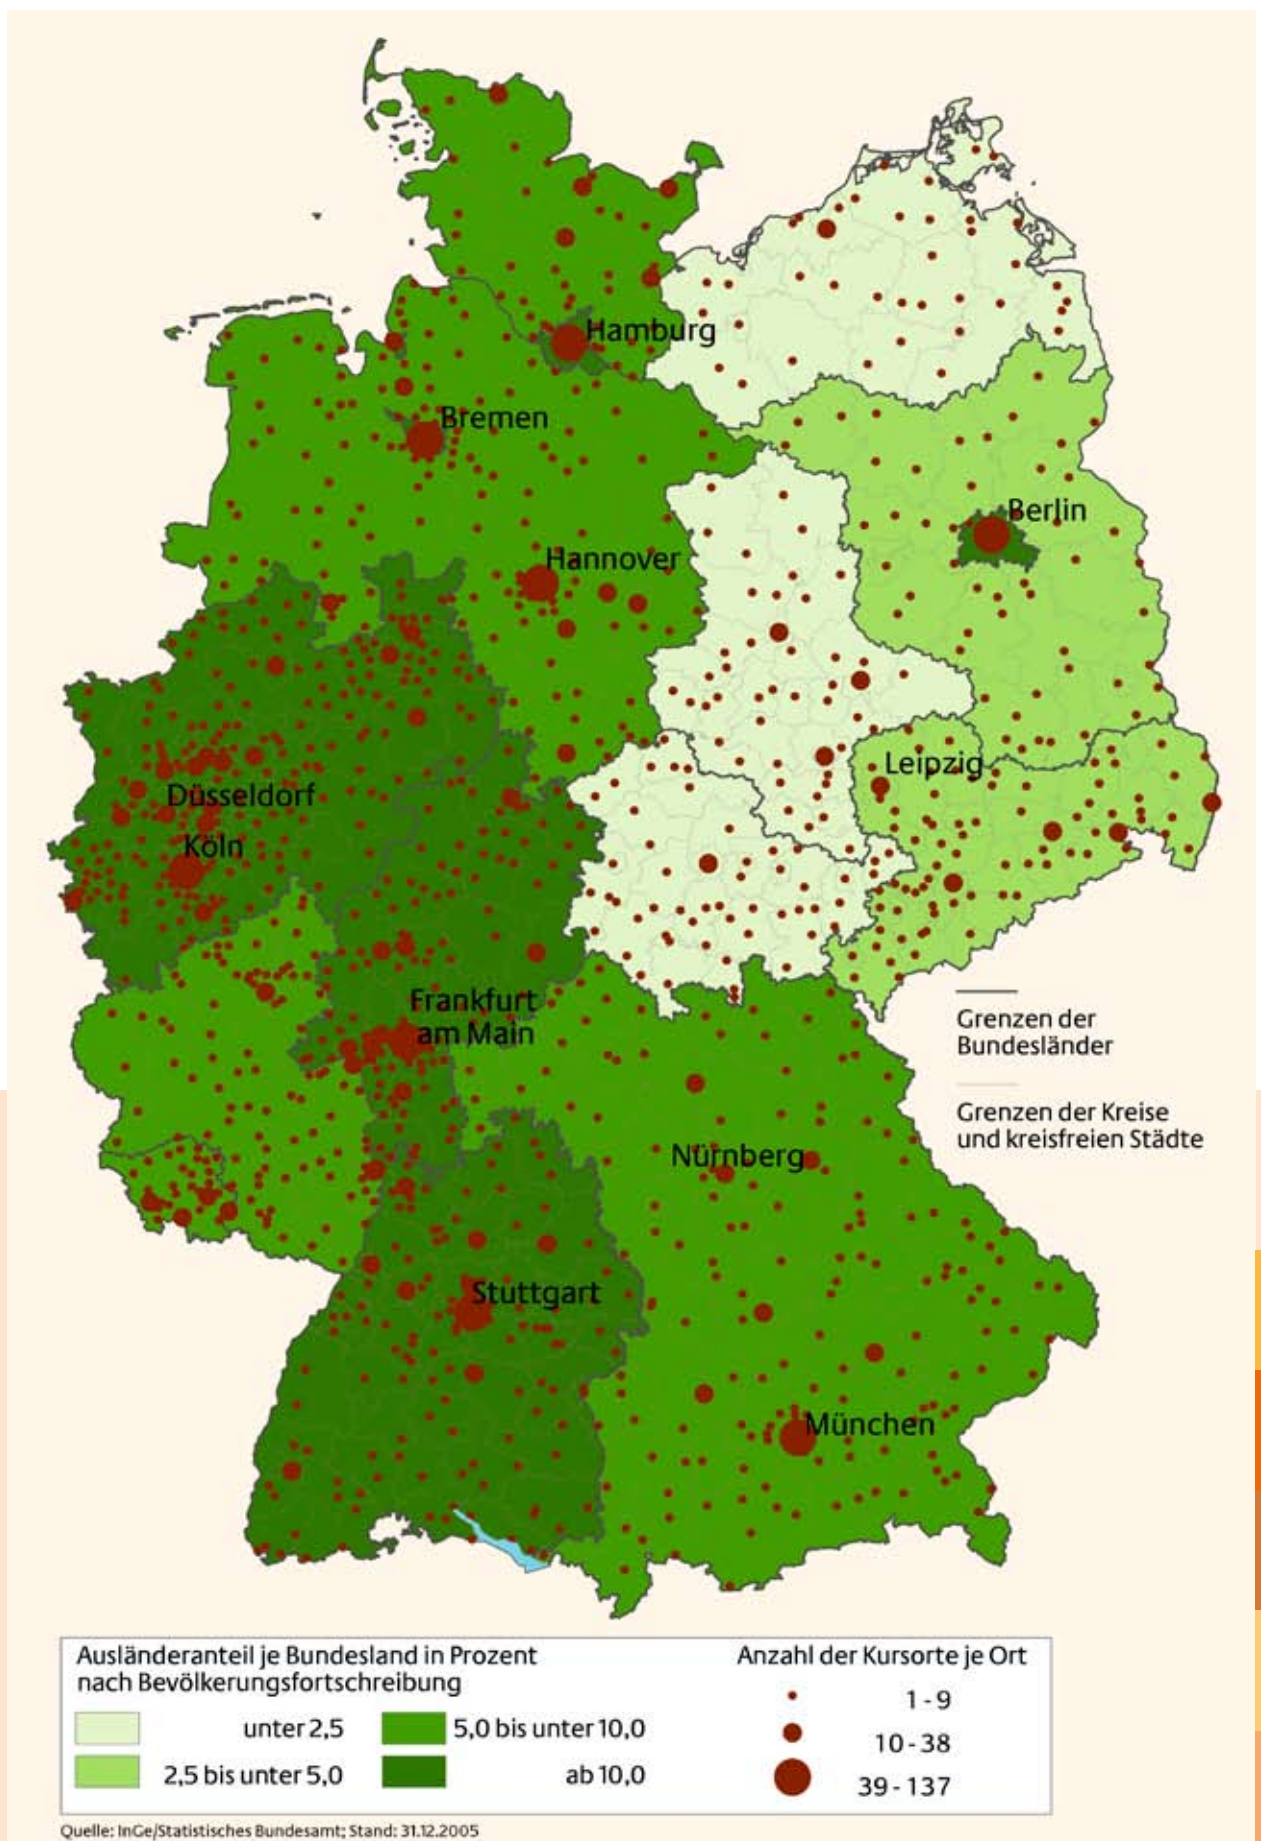 Hamburg
Bremen
Berlin
Hannover
Leipzig
Düsseldorf
Köln
Frankfurt
am Main
Grenzen der
Bundesländer
Grenzen der Kreise
und kreisfreien Städte
Nürnberg
Stuttgart
München
Ausländeranteil je Bundesland in Prozent
nach Bevölkerungsfortschreibung
unter 2,5
5,0 bis unter 10,0
2,5 bis unter 5,0
ab 10,0
Anzahl der Kursorte je Ort
1 - 9
10 - 38
39 - 137
Quelle: InGe/Statistisches Bundesamt; Stand: 31.12.2005